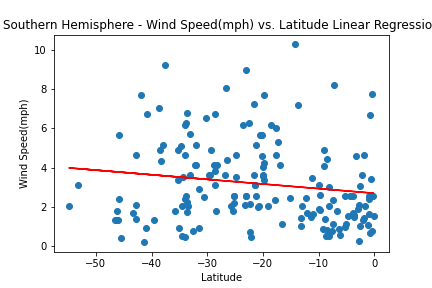 Southern Hemisphere - Wind Speed(mph) vs. Latitude Linear Regressio
10
8
6
4
2
0
Wind Speed(mph)
−50 −40 −30 −20 −10 0
Latitude